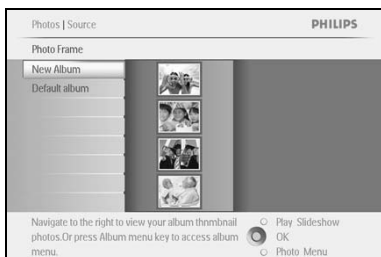 Photos | Source PHILIPS
Photo Frame
New Album
Default album
Navigate to the right to view your album thnmbnail
photos.Or press Album menu key to access album
menu.
Play Slideshow
OK
Photo Menu